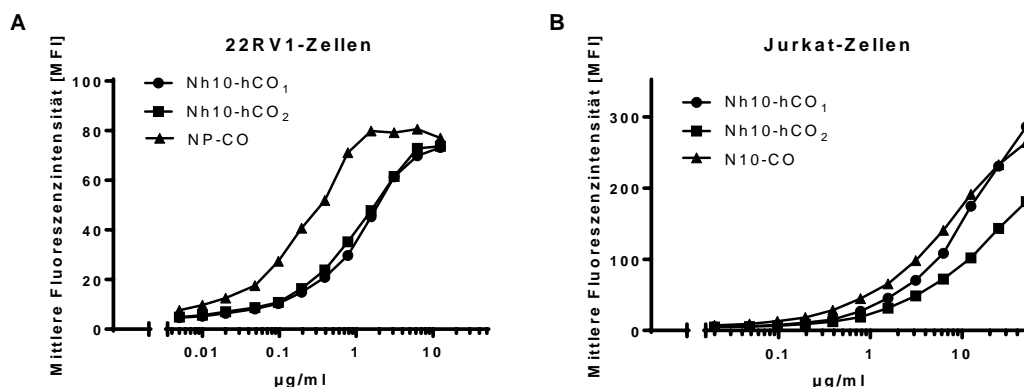 A
22RV1-Zellen
Mittlere Fluoreszenzintensität [MFI]
100
80
60
40
20
0
Nh10-hCO1
Nh10-hCO2
NP-CO
0.01 0.1 1 10
µg/ml
B
Jurkat-Zellen
Mittlere Fluoreszenzintensität [MFI]
300
200
100
0
Nh10-hCO1
Nh10-hCO2
N10-CO
0.1 1 10
µg/ml